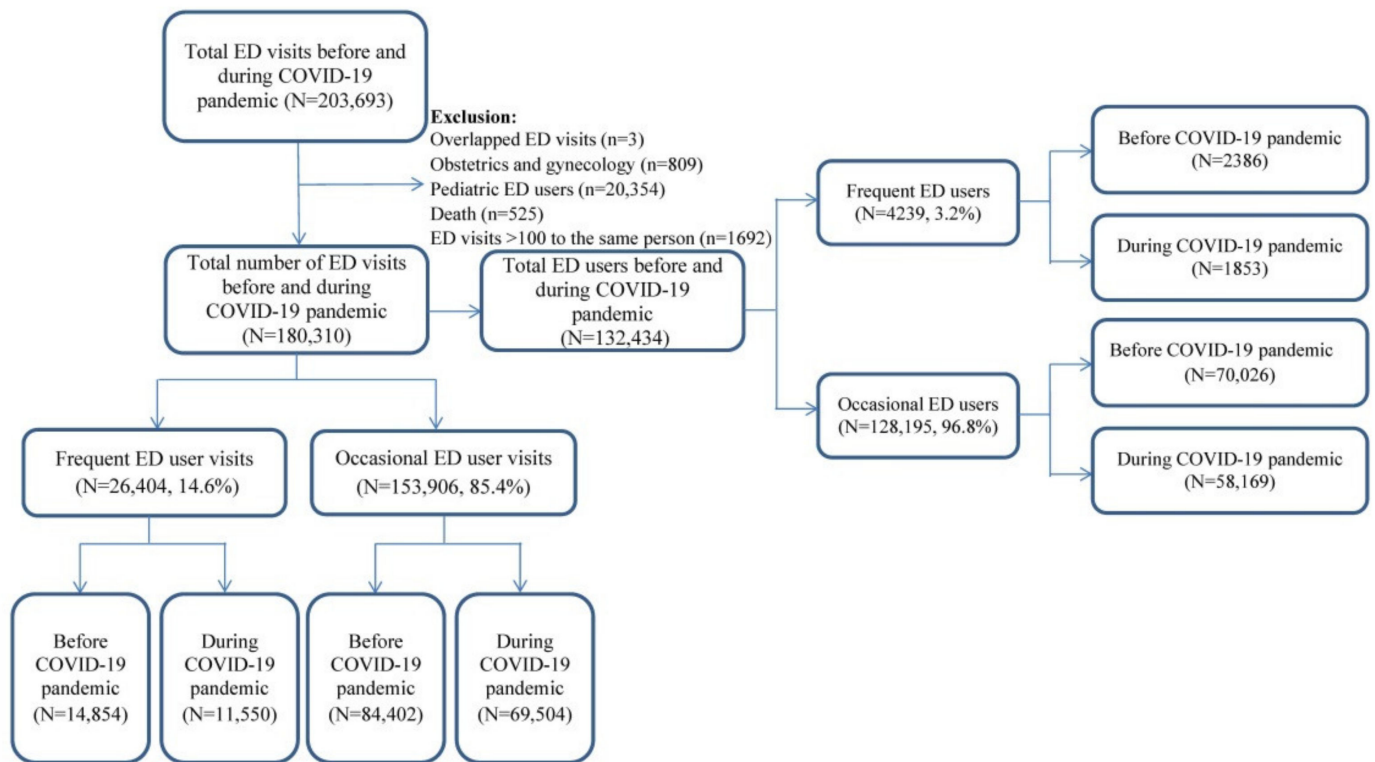 Total ED visits before and
during COVID-19
pandemic (N=203,693)
Exclusion:
Overlapped ED visits (n=3)
Obstetrics and gynecology (n=809)
Pediatric ED users (n=20,354)
Death (n=525)
ED visits >100 to the same person (n=1692)
Total number of ED visits
before and during
COVID-19 pandemic
(N=180,310)
Total ED users before and
during COVID-19
pandemic
(N=132,434)
Frequent ED users
(N=4239, 3.2%)
Before COVID-19 pandemic
(N=2386)
During COVID-19 pandemic
(N=1853)
Occasional ED users
(N=128,195, 96.8%)
Before COVID-19 pandemic
(N=70,026)
During COVID-19 pandemic
(N=58,169)
Frequent ED user visits
(N=26,404, 14.6%)
Occasional ED user visits
(N=153,906, 85.4%)
Before
COVID-19
pandemic
(N=14,854)
During
COVID-19
pandemic
(N=11,550)
Before
COVID-19
pandemic
(N=84,402)
During
COVID-19
pandemic
(N=69,504)